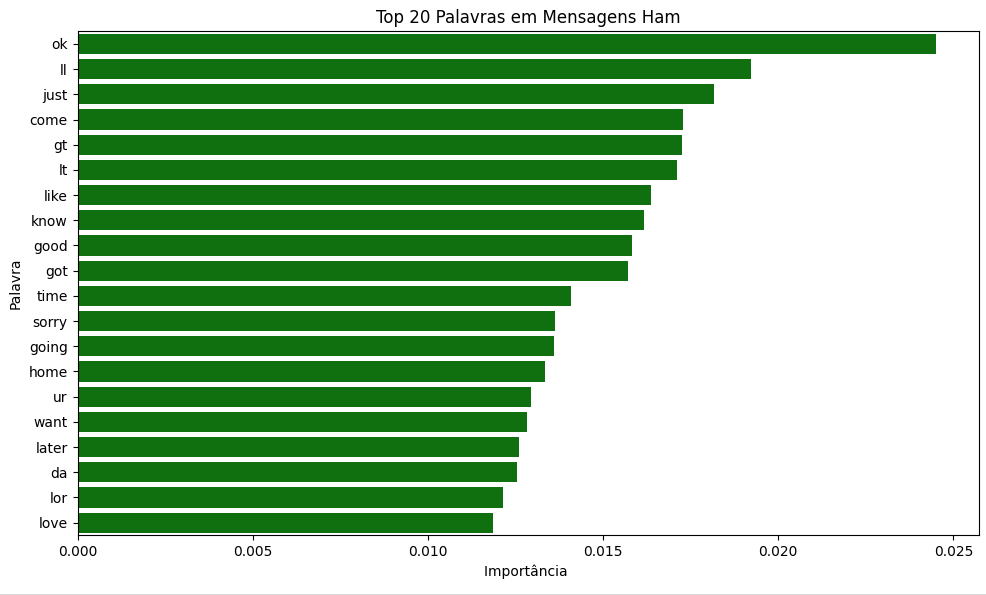 Top 20 Palavras em Mensagens Ham
Palavra
ok
ll
just
come
gt
lt
like
know
good
got
time
sorry
going
home
ur
want
later
da
lor
love
0.000 0.005 0.010 0.015 0.020 0.025
Importância